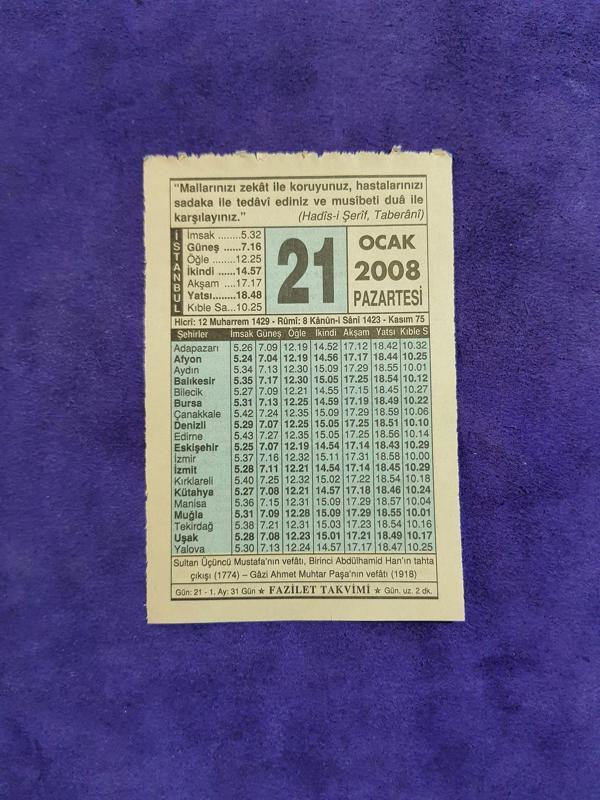 “Mallarınızı zekât ile koruyunuz, hastalarınızı
sadaka ile tedâvî ediniz ve musîbeti duâ ile
karşılayınız.” (Hadîs-i Şerîf, Taberânî)
İSTANBUL
İmsak ........5.32
Güneş ......7.16
Öğle ........12.25
İkindi ......14.57
Akşam ....17.17
Yatsı........18.48
Kıble Sa...10.25
21
OCAK
2008
PAZARTESİ
Hicrî: 12 Muharrem 1429 - Rûmî: 8 Kânûn-i Sânî 1423 - Kasım 75
Şehirler İmsak Güneş Öğle İkindi Akşam Yatsı Kıble S
Adapazarı 5.26 7.09 12.19 14.52 17.12 18.42 10.32
Afyon 5.24 7.04 12.19 14.56 17.17 18.44 10.25
Aydın 5.34 7.13 12.30 15.09 17.29 18.55 10.01
Balıkesir 5.35 7.17 12.30 15.05 17.25 18.54 10.12
Bilecik 5.27 7.09 12.21 14.55 17.15 18.45 10.27
Bursa 5.31 7.13 12.25 14.59 17.19 18.49 10.22
Çanakkale 5.42 7.24 12.35 15.09 17.29 18.59 10.06
Denizli 5.29 7.07 12.25 15.05 17.25 18.51 10.10
Edirne 5.43 7.27 12.35 15.05 17.25 18.56 10.14
Eskişehir 5.25 7.07 12.19 14.54 17.14 18.43 10.29
İzmir 5.37 7.16 12.32 15.11 17.31 18.58 10.00
İzmit 5.28 7.11 12.21 14.54 17.14 18.45 10.29
Kırklareli 5.40 7.25 12.32 15.02 17.22 18.54 10.18
Kütahya 5.27 7.08 12.21 14.57 17.18 18.46 10.24
Manisa 5.36 7.15 12.31 15.09 17.29 18.57 10.04
Muğla 5.31 7.09 12.28 15.09 17.29 18.55 10.01
Tekirdağ 5.38 7.21 12.31 15.03 17.23 18.54 10.16
Uşak 5.28 7.08 12.23 15.01 17.21 18.49 10.17
Yalova 5.30 7.13 12.24 14.57 17.17 18.47 10.25
Sultan Üçüncü Mustafa'nın vefâtı, Birinci Abdülhamid Han'ın tahta
çıkışı (1774) – Gâzi Ahmet Muhtar Paşa'nın vefâtı (1918)
Gün: 21 - 1. Ay: 31 Gün ★ FAZİLET TAKVİMİ ★ Gün. uz. 2 dk.